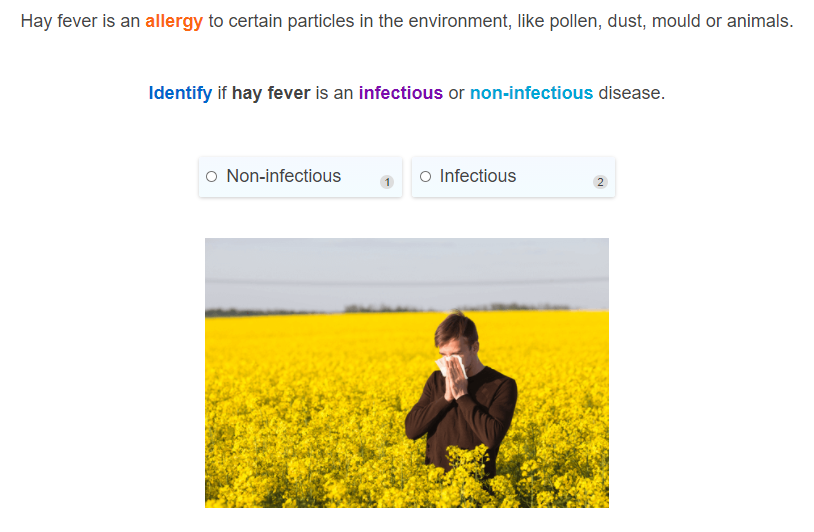 Hay fever is an allergy to certain particles in the environment, like pollen, dust, mould or animals.
Identify if hay fever is an infectious or non-infectious disease.
Non-infectious 1
Infectious 2